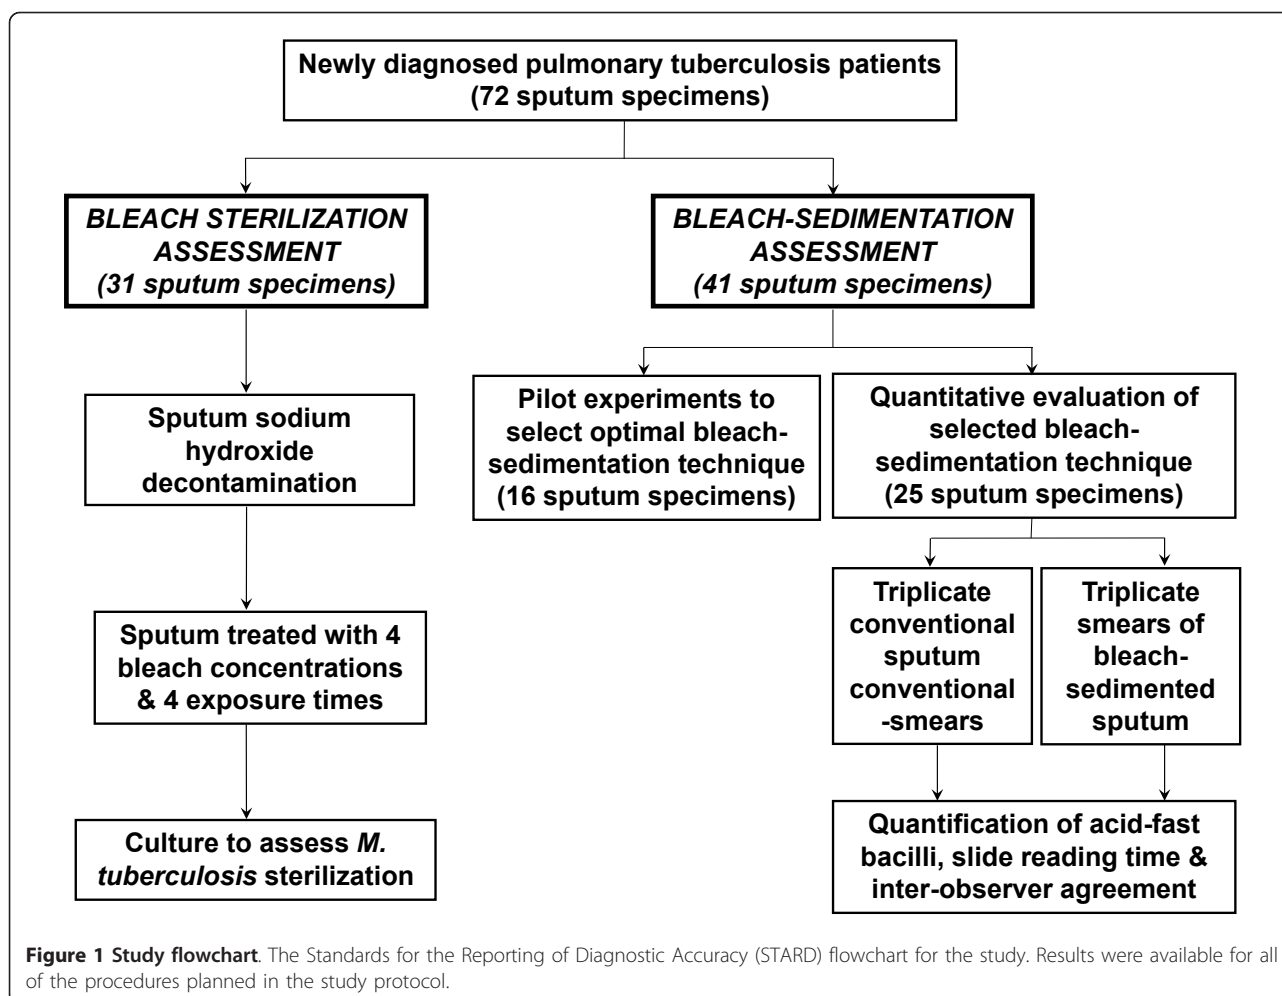 Newly diagnosed pulmonary tuberculosis patients
(72 sputum specimens)
BLEACH STERILIZATION
ASSESSMENT
(31 sputum specimens)
BLEACH-SEDIMENTATION
ASSESSMENT
(41 sputum specimens)
Sputum sodium
hydroxide
decontamination
Pilot experiments to
select optimal bleach-
sedimentation technique
(16 sputum specimens)
Quantitative evaluation of
selected bleach-
sedimentation technique
(25 sputum specimens)
Sputum treated with 4
bleach concentrations
& 4 exposure times
Triplicate
conventional
sputum
conventional
-smears
Triplicate
smears of
bleach-
sedimented
sputum
Culture to assess M.
tuberculosis sterilization
Quantification of acid-fast
bacilli, slide reading time &
inter-observer agreement
Figure 1 Study flowchart. The Standards for the Reporting of Diagnostic Accuracy (STARD) flowchart for the study. Results were available for all
of the procedures planned in the study protocol.